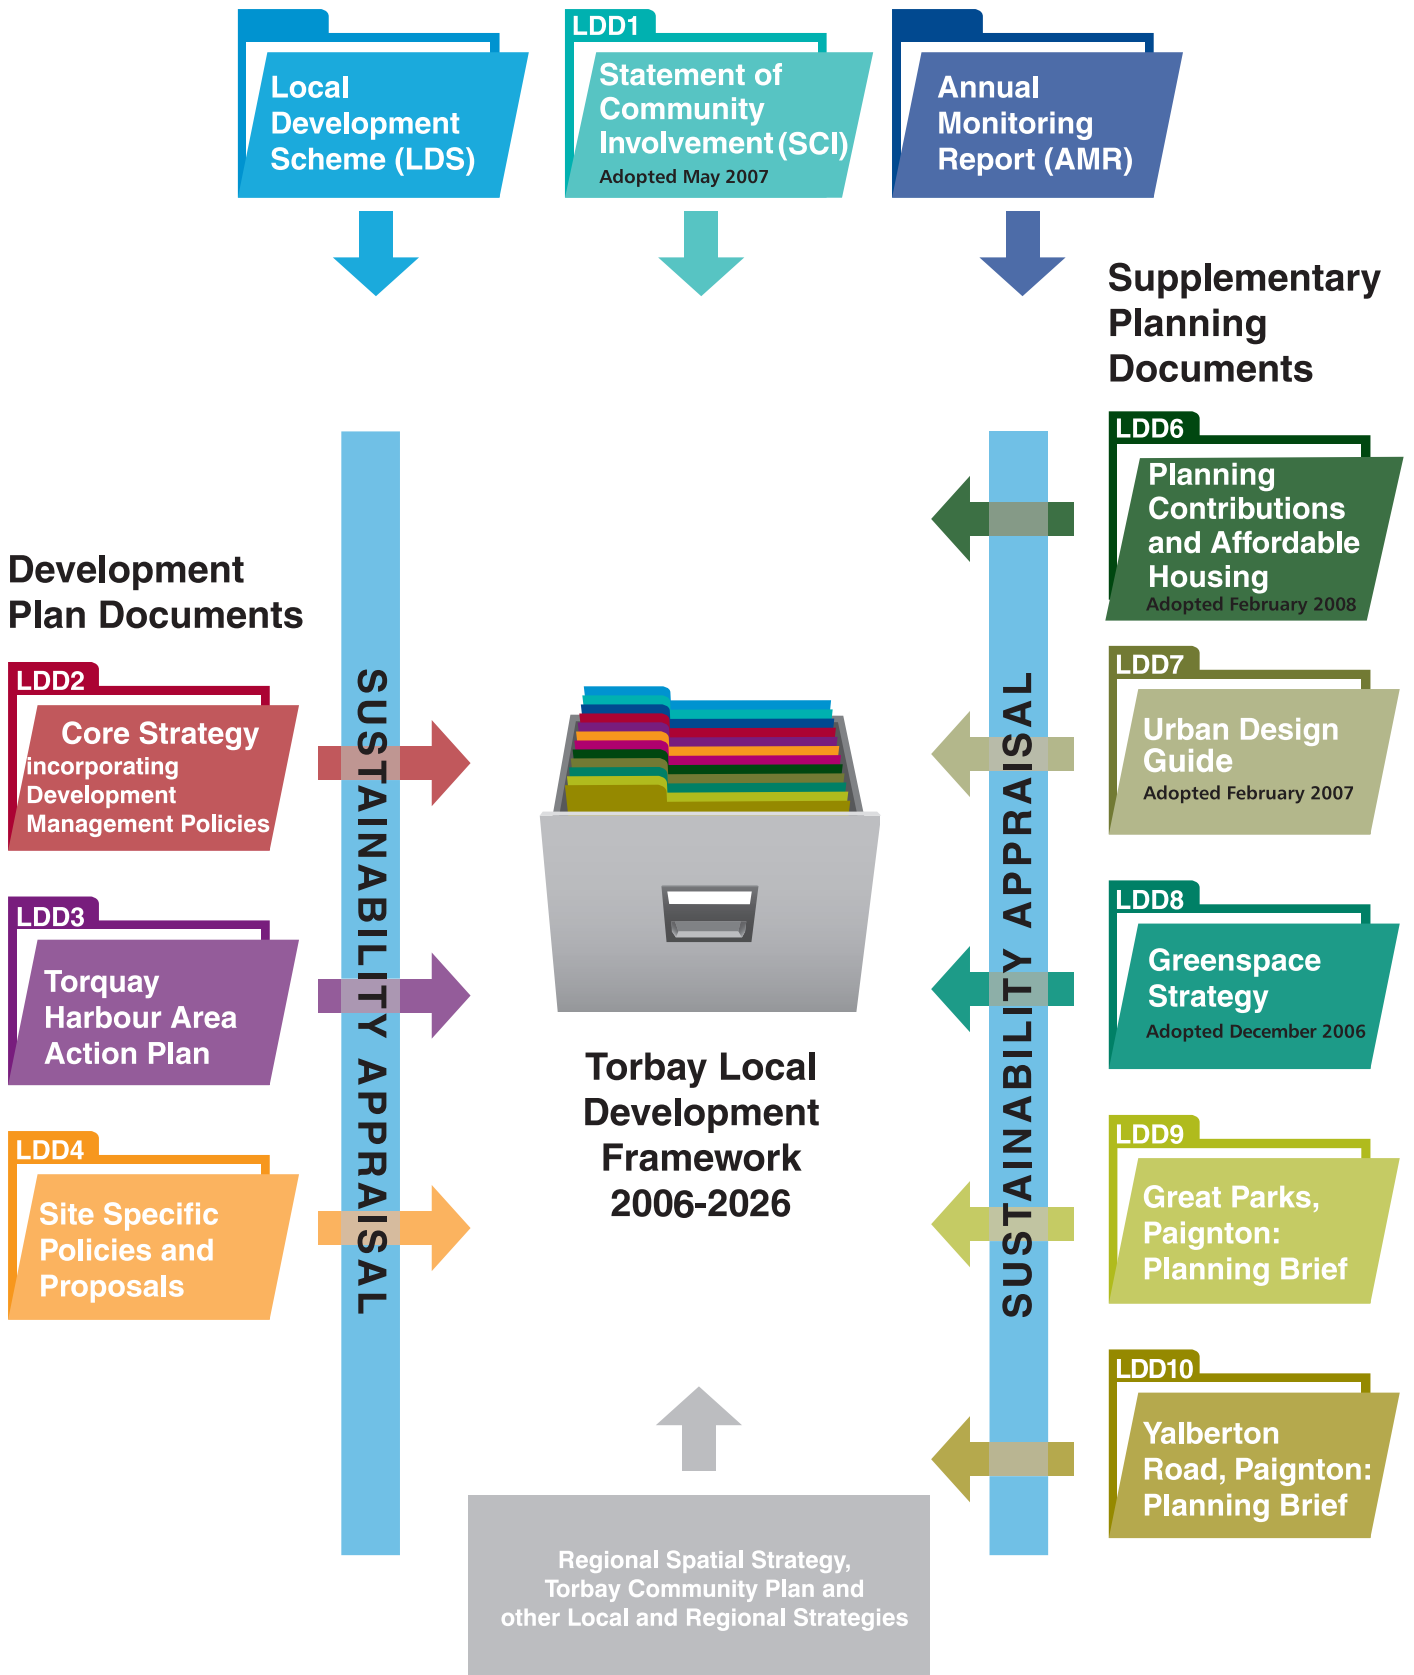 Local
Development
Scheme (LDS)
LDD1
Statement of
Community
Involvement (SCI)
Adopted May 2007
Annual
Monitoring
Report (AMR)
Development
Plan Documents
LDD2
Core Strategy
incorporating
Development
Management Policies
LDD3
Torquay
Harbour Area
Action Plan
LDD4
Site Specific
Policies and
Proposals
SUSTAINABILITY APPRAISAL
Torbay Local
Development
Framework
2006-2026
Regional Spatial Strategy,
Torbay Community Plan and
other Local and Regional Strategies
SUSTAINABILITY APPRAISAL
Supplementary
Planning
Documents
LDD6
Planning
Contributions
and Affordable
Housing
Adopted February 2008
LDD7
Urban Design
Guide
Adopted February 2007
LDD8
Greenspace
Strategy
Adopted December 2006
LDD9
Great Parks,
Paignton:
Planning Brief
LDD10
Yalberton
Road, Paignton:
Planning Brief